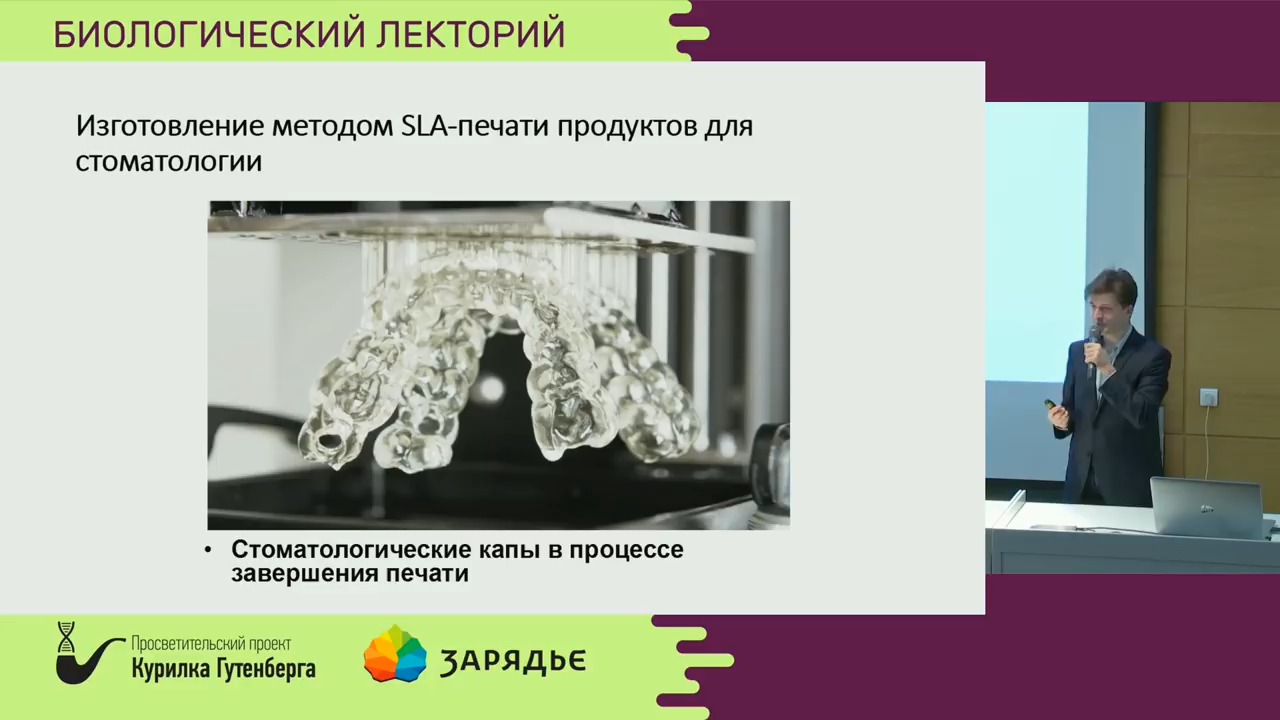 БИОЛОГИЧЕСКИЙ ЛЕКТОРИЙ
Изготовление методом SLA-печати продуктов для
стоматологии
• Стоматологические капы в процессе
завершения печати
Просветительский проект
Курилка Гутенберга
ЗАРЯДЬЕ